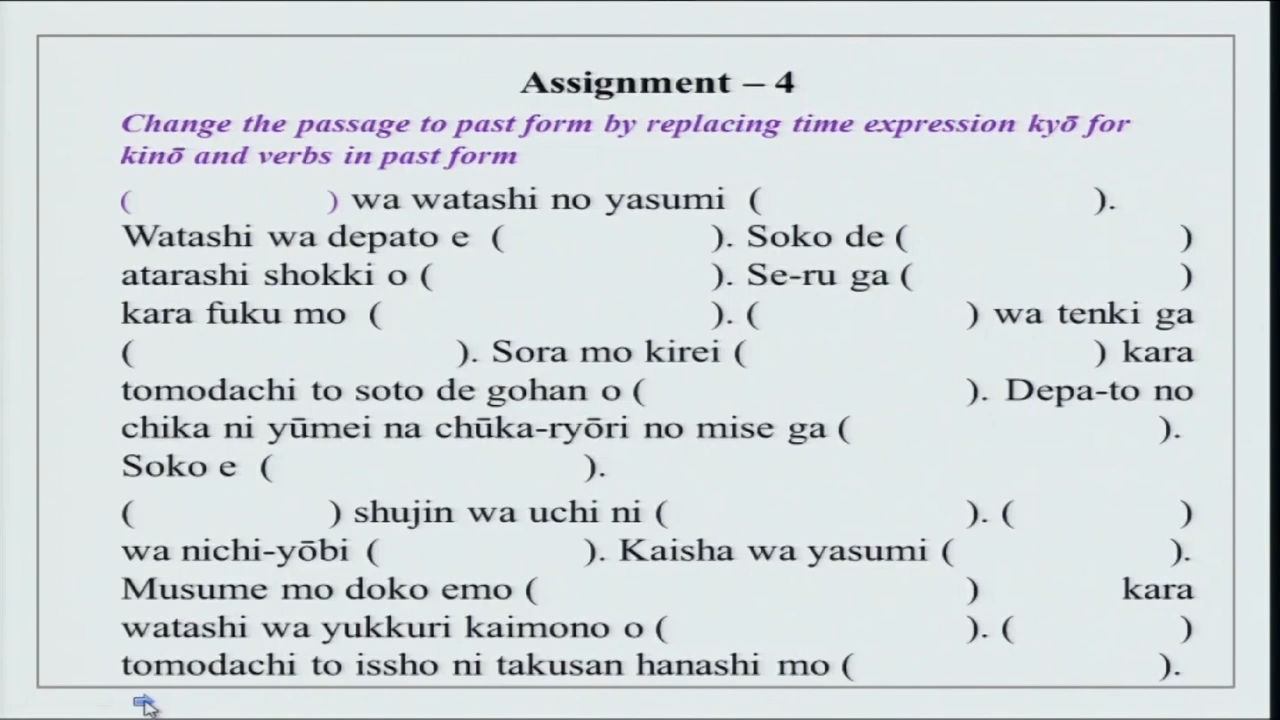 Assignment – 4
Change the passage to past form by replacing time expression kyō for
kinō and verbs in past form
( ) wa watashi no yasumi ( ).
Watashi wa depato e ( ). Soko de ( )
atarashi shokki o ( ). Se-ru ga ( )
kara fuku mo ( ). ( ) wa tenki ga
( ). Sora mo kirei ( ) kara
tomodachi to soto de gohan o ( ). Depa-to no
chika ni yūmei na chūka-ryōri no mise ga ( ).
Soko e ( ).
( ) shujin wa uchi ni ( ). ( )
wa nichi-yōbi ( ). Kaisha wa yasumi ( ).
Musume mo doko emo ( ) kara
watashi wa yukkuri kaimono o ( ). ( )
tomodachi to issho ni takusan hanashi mo ( ).